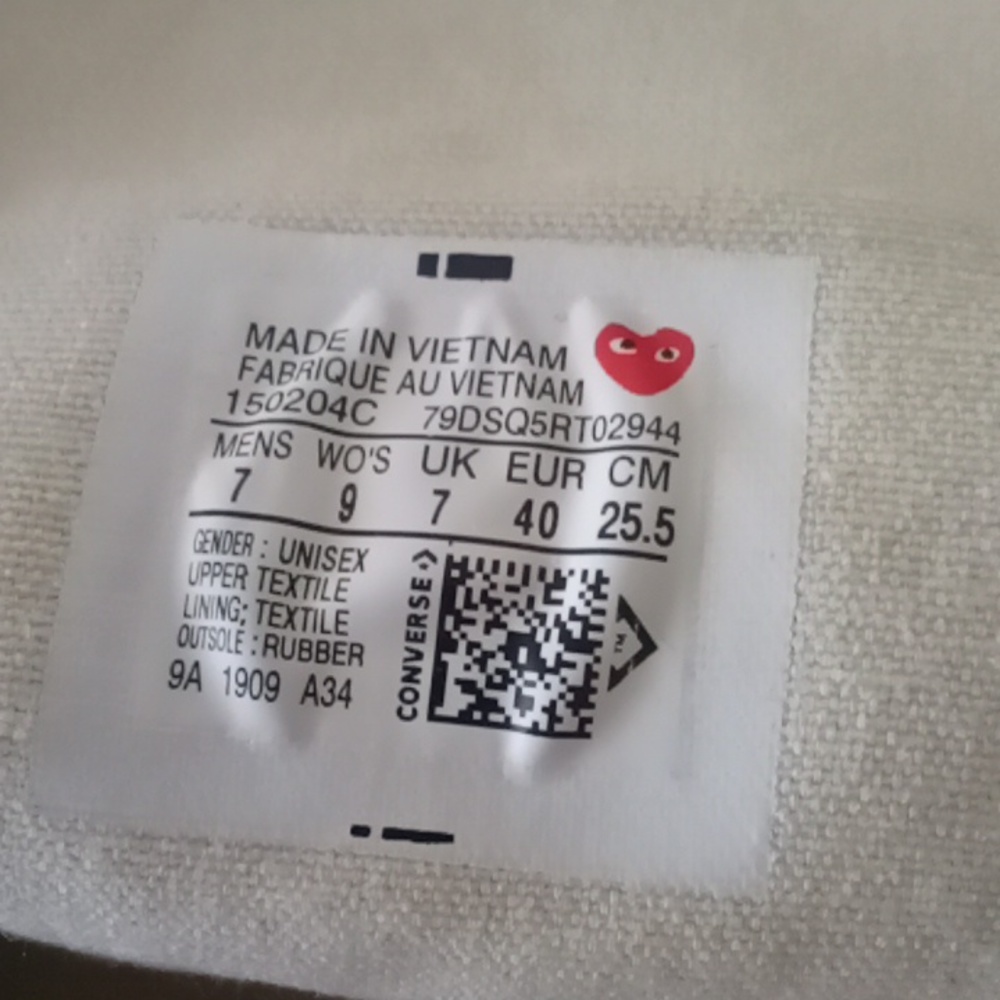 MADE IN VIETNAM
FABRIQUE AU VIETNAM
150204C 79DSQ5RT02944
MENS WO'S UK EUR CM
7 9 7 40 25.5
GENDER : UNISEX
UPPER TEXTILE
LINING: TEXTILE
OUTSOLE : RUBBER
9A 1909 A34
CONVERSE
TM